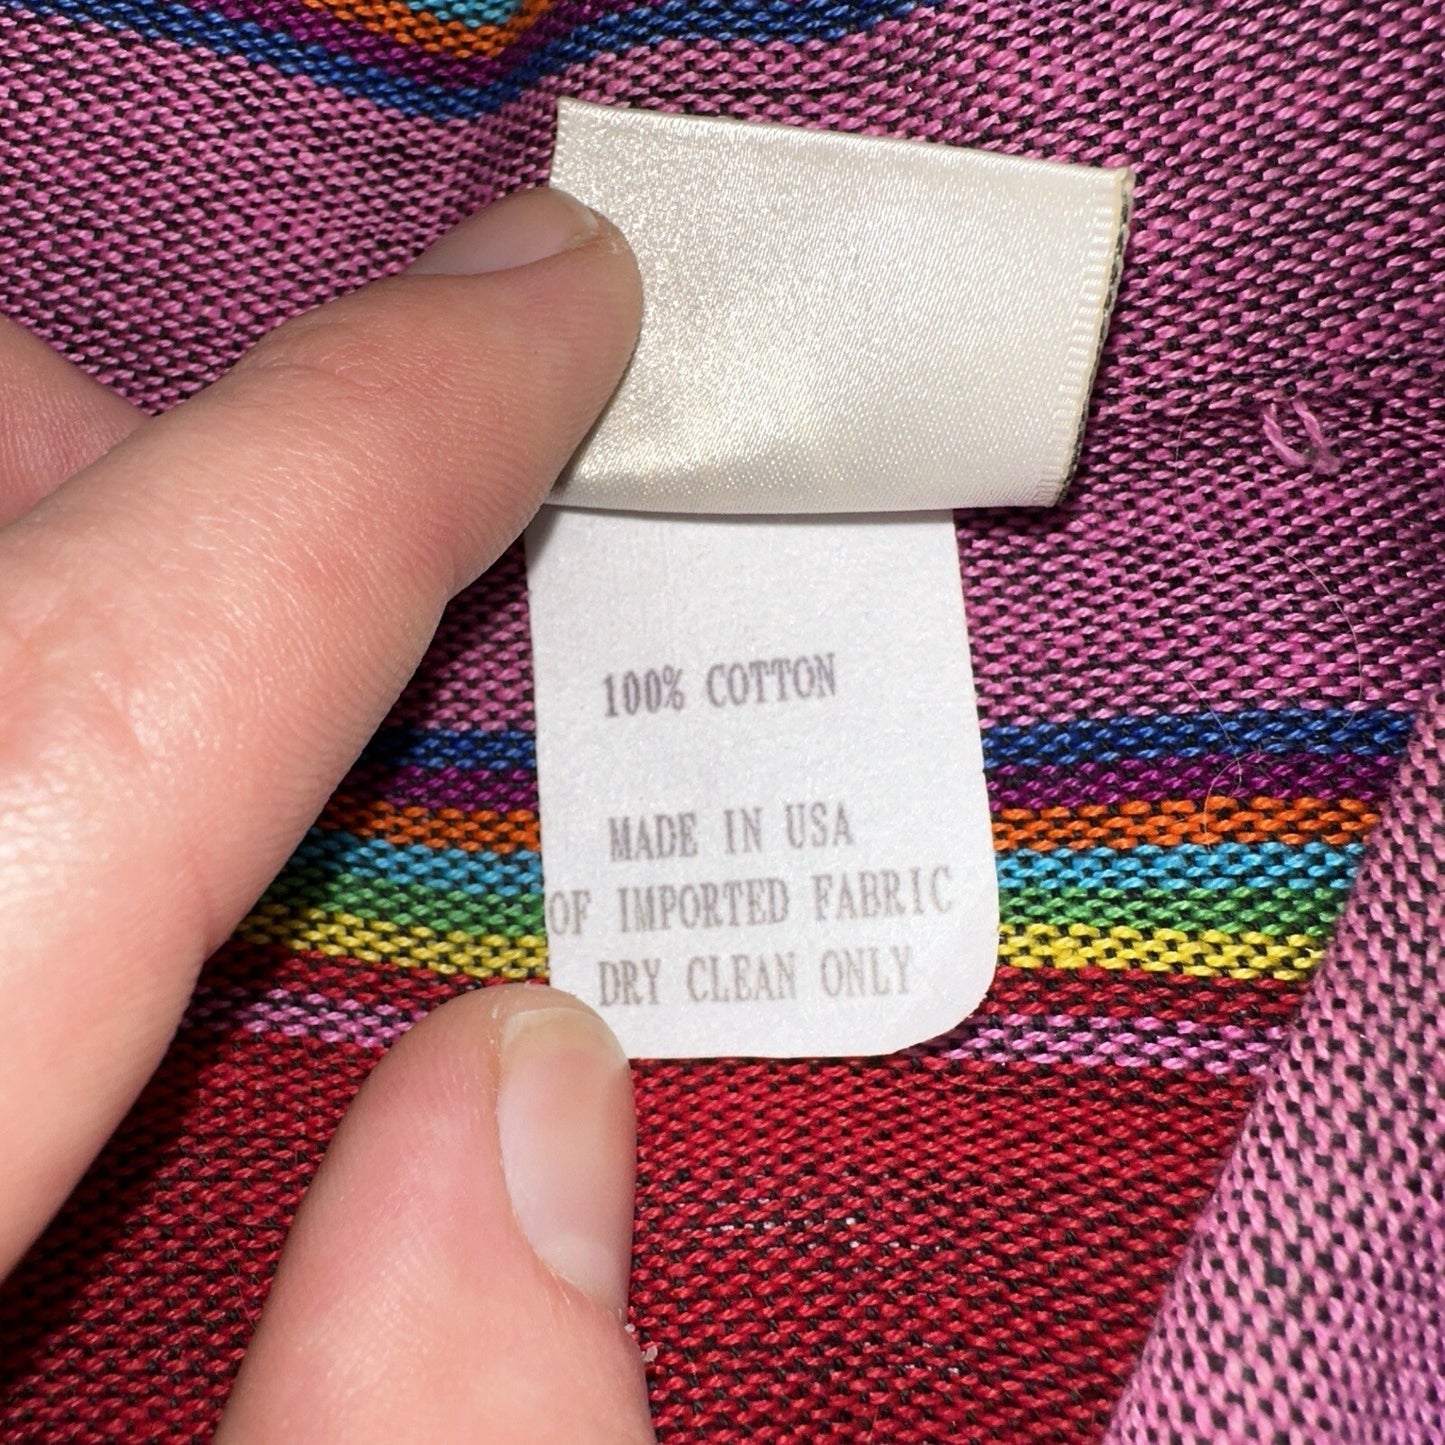 100% COTTON
MADE IN USA
OF IMPORTED FABRIC
DRY CLEAN ONLY